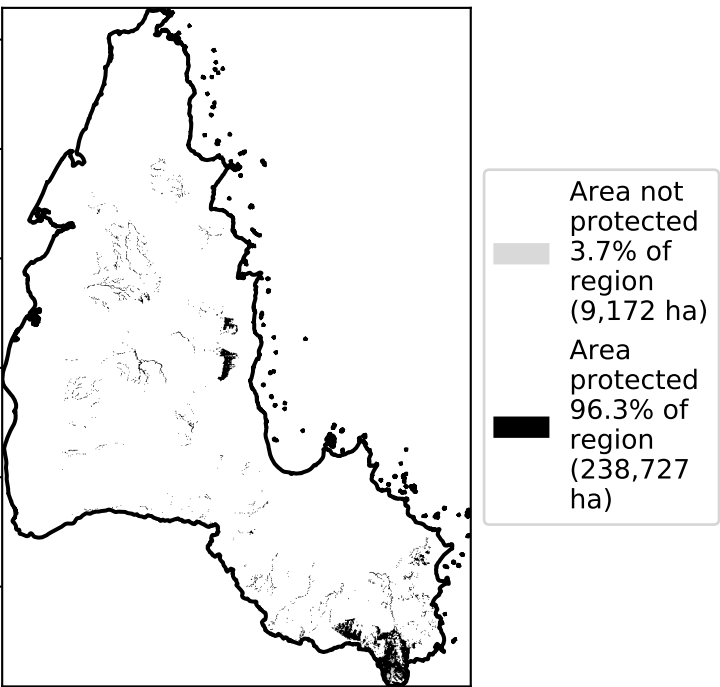 Area not
protected
3.7% of
region
(9,172 ha)
Area
protected
96.3% of
region
(238,727
ha)